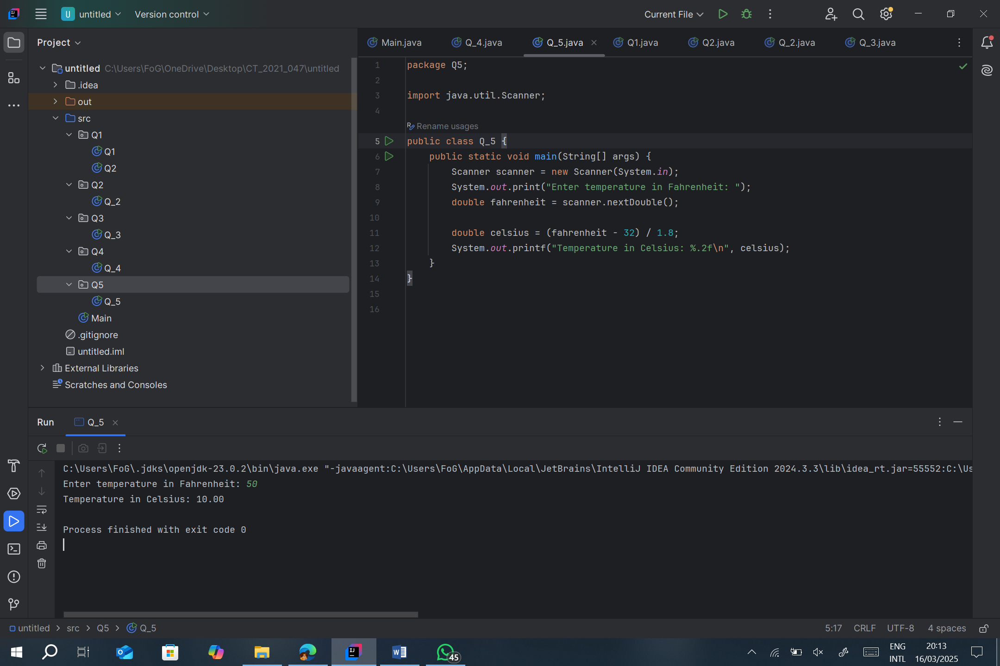 U untitled Version control Current File
Project
Main.java Q_4.java Q_5.java Q1.java Q2.java Q_2.java Q_3.java
untitled C:\Users\FoG\OneDrive\Desktop\CT_2021_047\untitled
.idea
out
src
Q1
Q1
Q2
Q2
Q_2
Q3
Q_3
Q4
Q_4
Q5
Q_5
Main
.gitignore
untitled.iml
External Libraries
Scratches and Consoles
1 package Q5;
2
3 import java.util.Scanner;
4
Rename usages
5 public class Q_5 {
6 public static void main(String[] args) {
7 Scanner scanner = new Scanner(System.in);
8 System.out.print("Enter temperature in Fahrenheit: ");
9 double fahrenheit = scanner.nextDouble();
10
11 double celsius = (fahrenheit - 32) / 1.8;
12 System.out.printf("Temperature in Celsius: %.2f\n", celsius);
13 }
14 }
15
16
Run Q_5
C:\Users\FoG\.jdks\openjdk-23.0.2\bin\java.exe "-javaagent:C:\Users\FoG\AppData\Local\JetBrains\IntelliJ IDEA Community Edition 2024.3.3\lib\idea_rt.jar=55552:C:\Us
Enter temperature in Fahrenheit: 50
Temperature in Celsius: 10.00
Process finished with exit code 0
untitled > src > Q5 > Q_5 5:17 CRLF UTF-8 4 spaces
45
ENG
INTL
20:13
16/03/2025